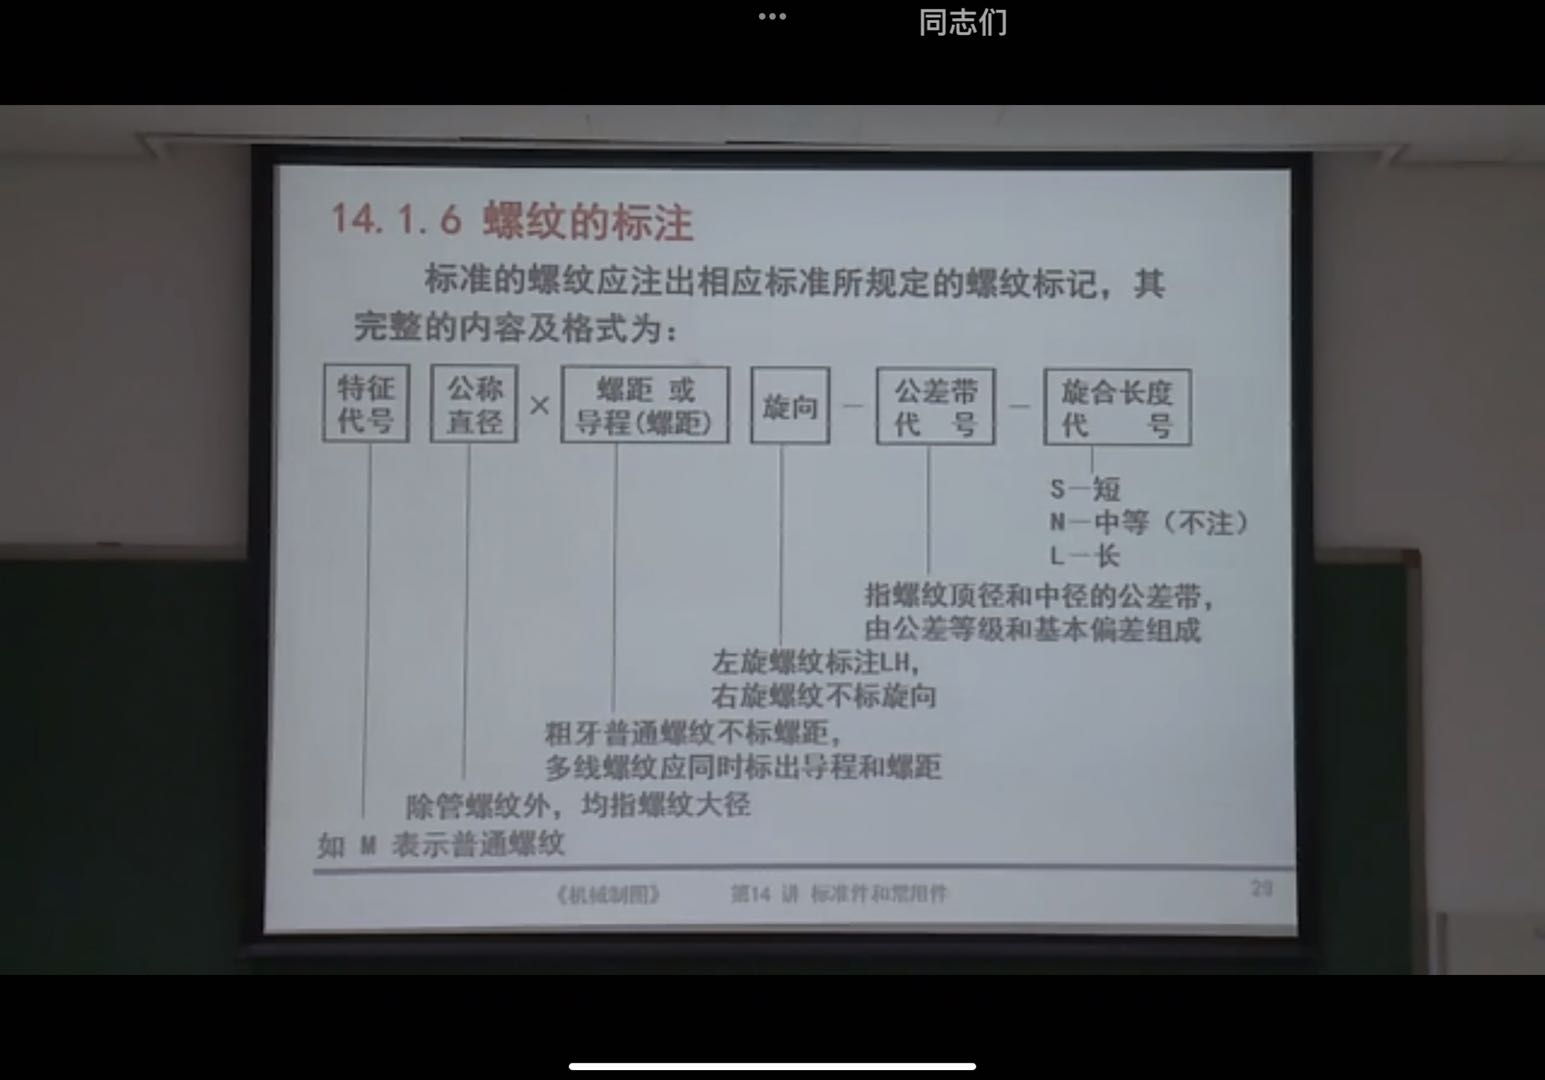 同志们
14.1.6 螺纹的标注
标准的螺纹应注出相应标准所规定的螺纹标记，其
完整的内容及格式为：
特征
代号
公称
直径
×
螺距 或
导程(螺距)
旋向
—
公差带
代 号
—
旋合长度
代 号
S—短
N—中等（不注）
L—长
指螺纹顶径和中径的公差带，
由公差等级和基本偏差组成
左旋螺纹标注LH，
右旋螺纹不标旋向
粗牙普通螺纹不标螺距，
多线螺纹应同时标出导程和螺距
除管螺纹外，均指螺纹大径
如 M 表示普通螺纹
《机械制图》 第14 讲 标准件和常用件 20